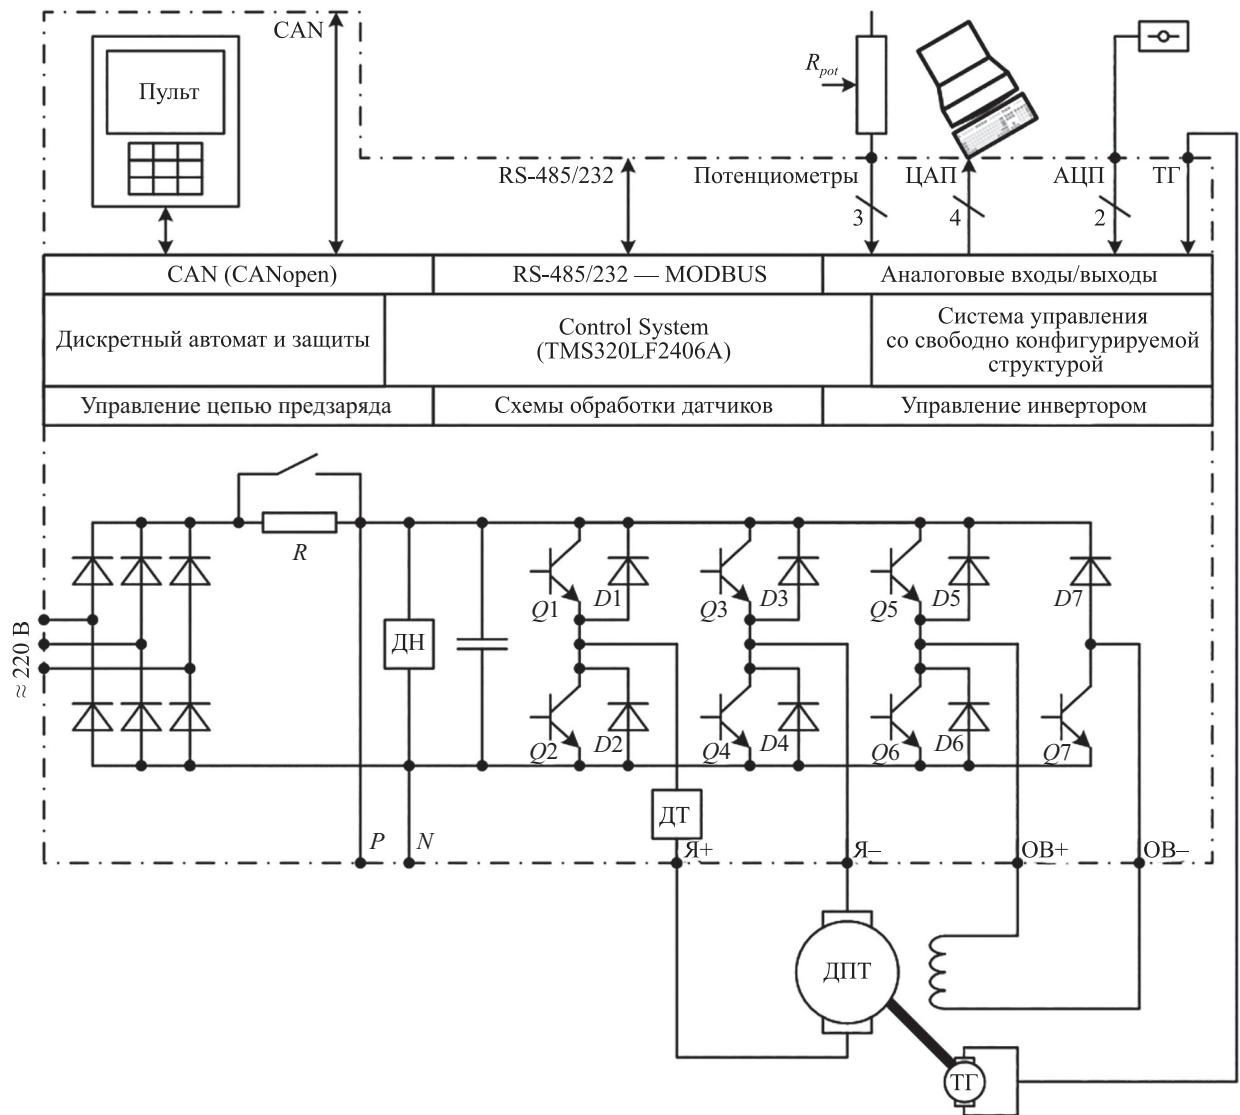 CAN
Пульт
R pot
RS-485/232
Потенциометры
ЦАП
АЦП
ТГ
3
4
2
CAN (CANopen)
RS-485/232 — MODBUS
Аналоговые входы/выходы
Дискретный автомат и защиты
Control System
(TMS320LF2406A)
Система управления
со свободно конфигурируемой
структурой
Управление цепью предзаряда
Схемы обработки датчиков
Управление инвертором
R
Q1
D1
Q3
D3
Q5
D5
D7
≈ 220 В
ДН
Q2
D2
Q4
D4
Q6
D6
Q7
ДТ
P
N
Я+
Я–
ОВ+
ОВ–
ДПТ
ТГ